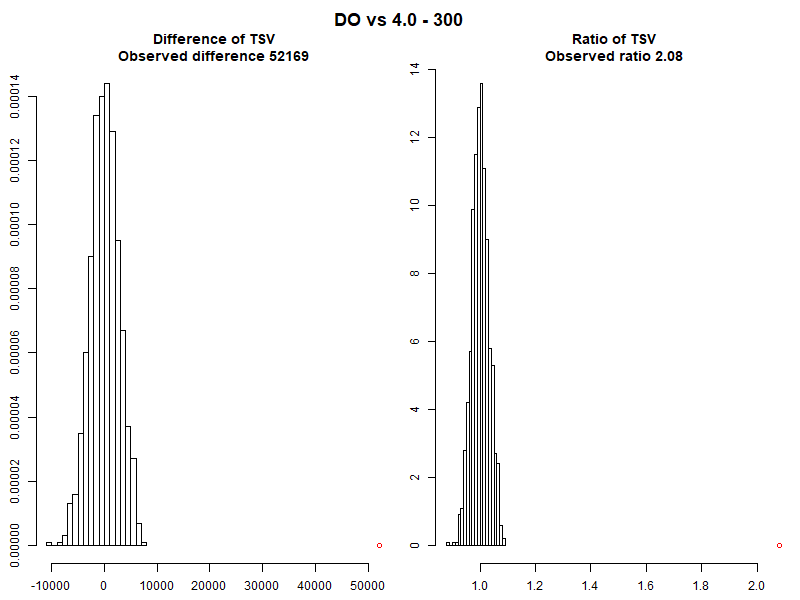 DO vs 4.0 - 300
Difference of TSV
Observed difference 52169
0.00000
0.00002
0.00004
0.00006
0.00008
0.00010
0.00012
0.00014
-10000 0 10000 20000 30000 40000 50000
Ratio of TSV
Observed ratio 2.08
0
2
4
6
8
10
12
14
1.0 1.2 1.4 1.6 1.8 2.0